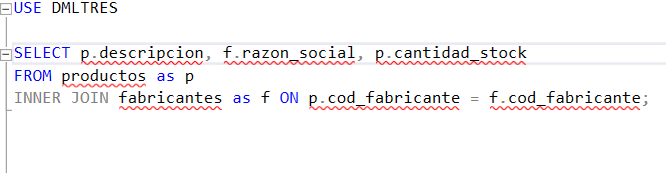 USE DMLTRES
SELECT p.descripcion, f.razon_social, p.cantidad_stock
FROM productos as p
INNER JOIN fabricantes as f ON p.cod_fabricante = f.cod_fabricante;